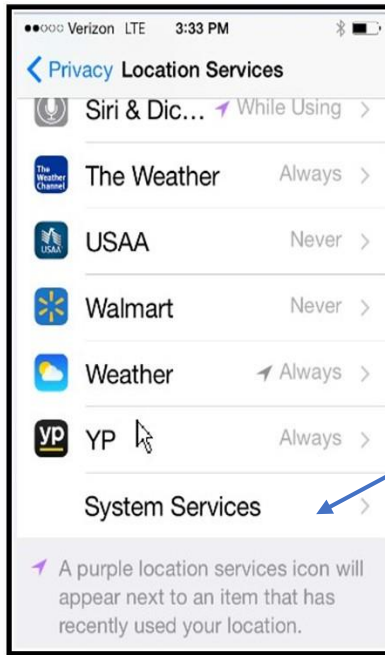 Verizon LTE 3:33 PM
Privacy Location Services
Siri & Dic... While Using
The Weather Channel The Weather Always
USAA USAA Never
Walmart Never
Weather Always
yp YP Always
System Services
A purple location services icon will
appear next to an item that has
recently used your location.